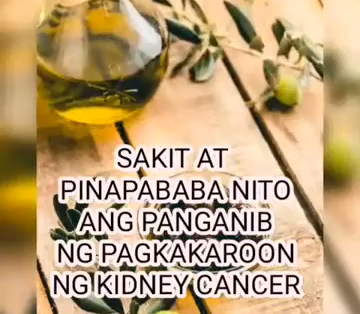 SAKIT AT
PINAPABABA NITO
ANG PANGANIB
NG PAGKAKAROON
NG KIDNEY CANCER